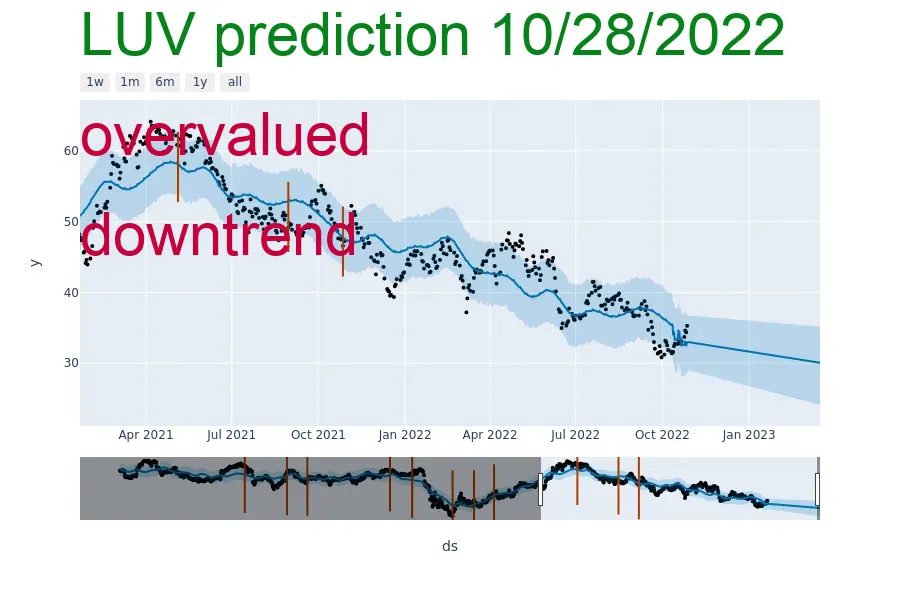 LUV prediction 10/28/2022
1w 1m 6m 1y all
overvalued
60
50
downtrend
y
40
30
Apr 2021 Jul 2021 Oct 2021 Jan 2022 Apr 2022 Jul 2022 Oct 2022 Jan 2023
ds